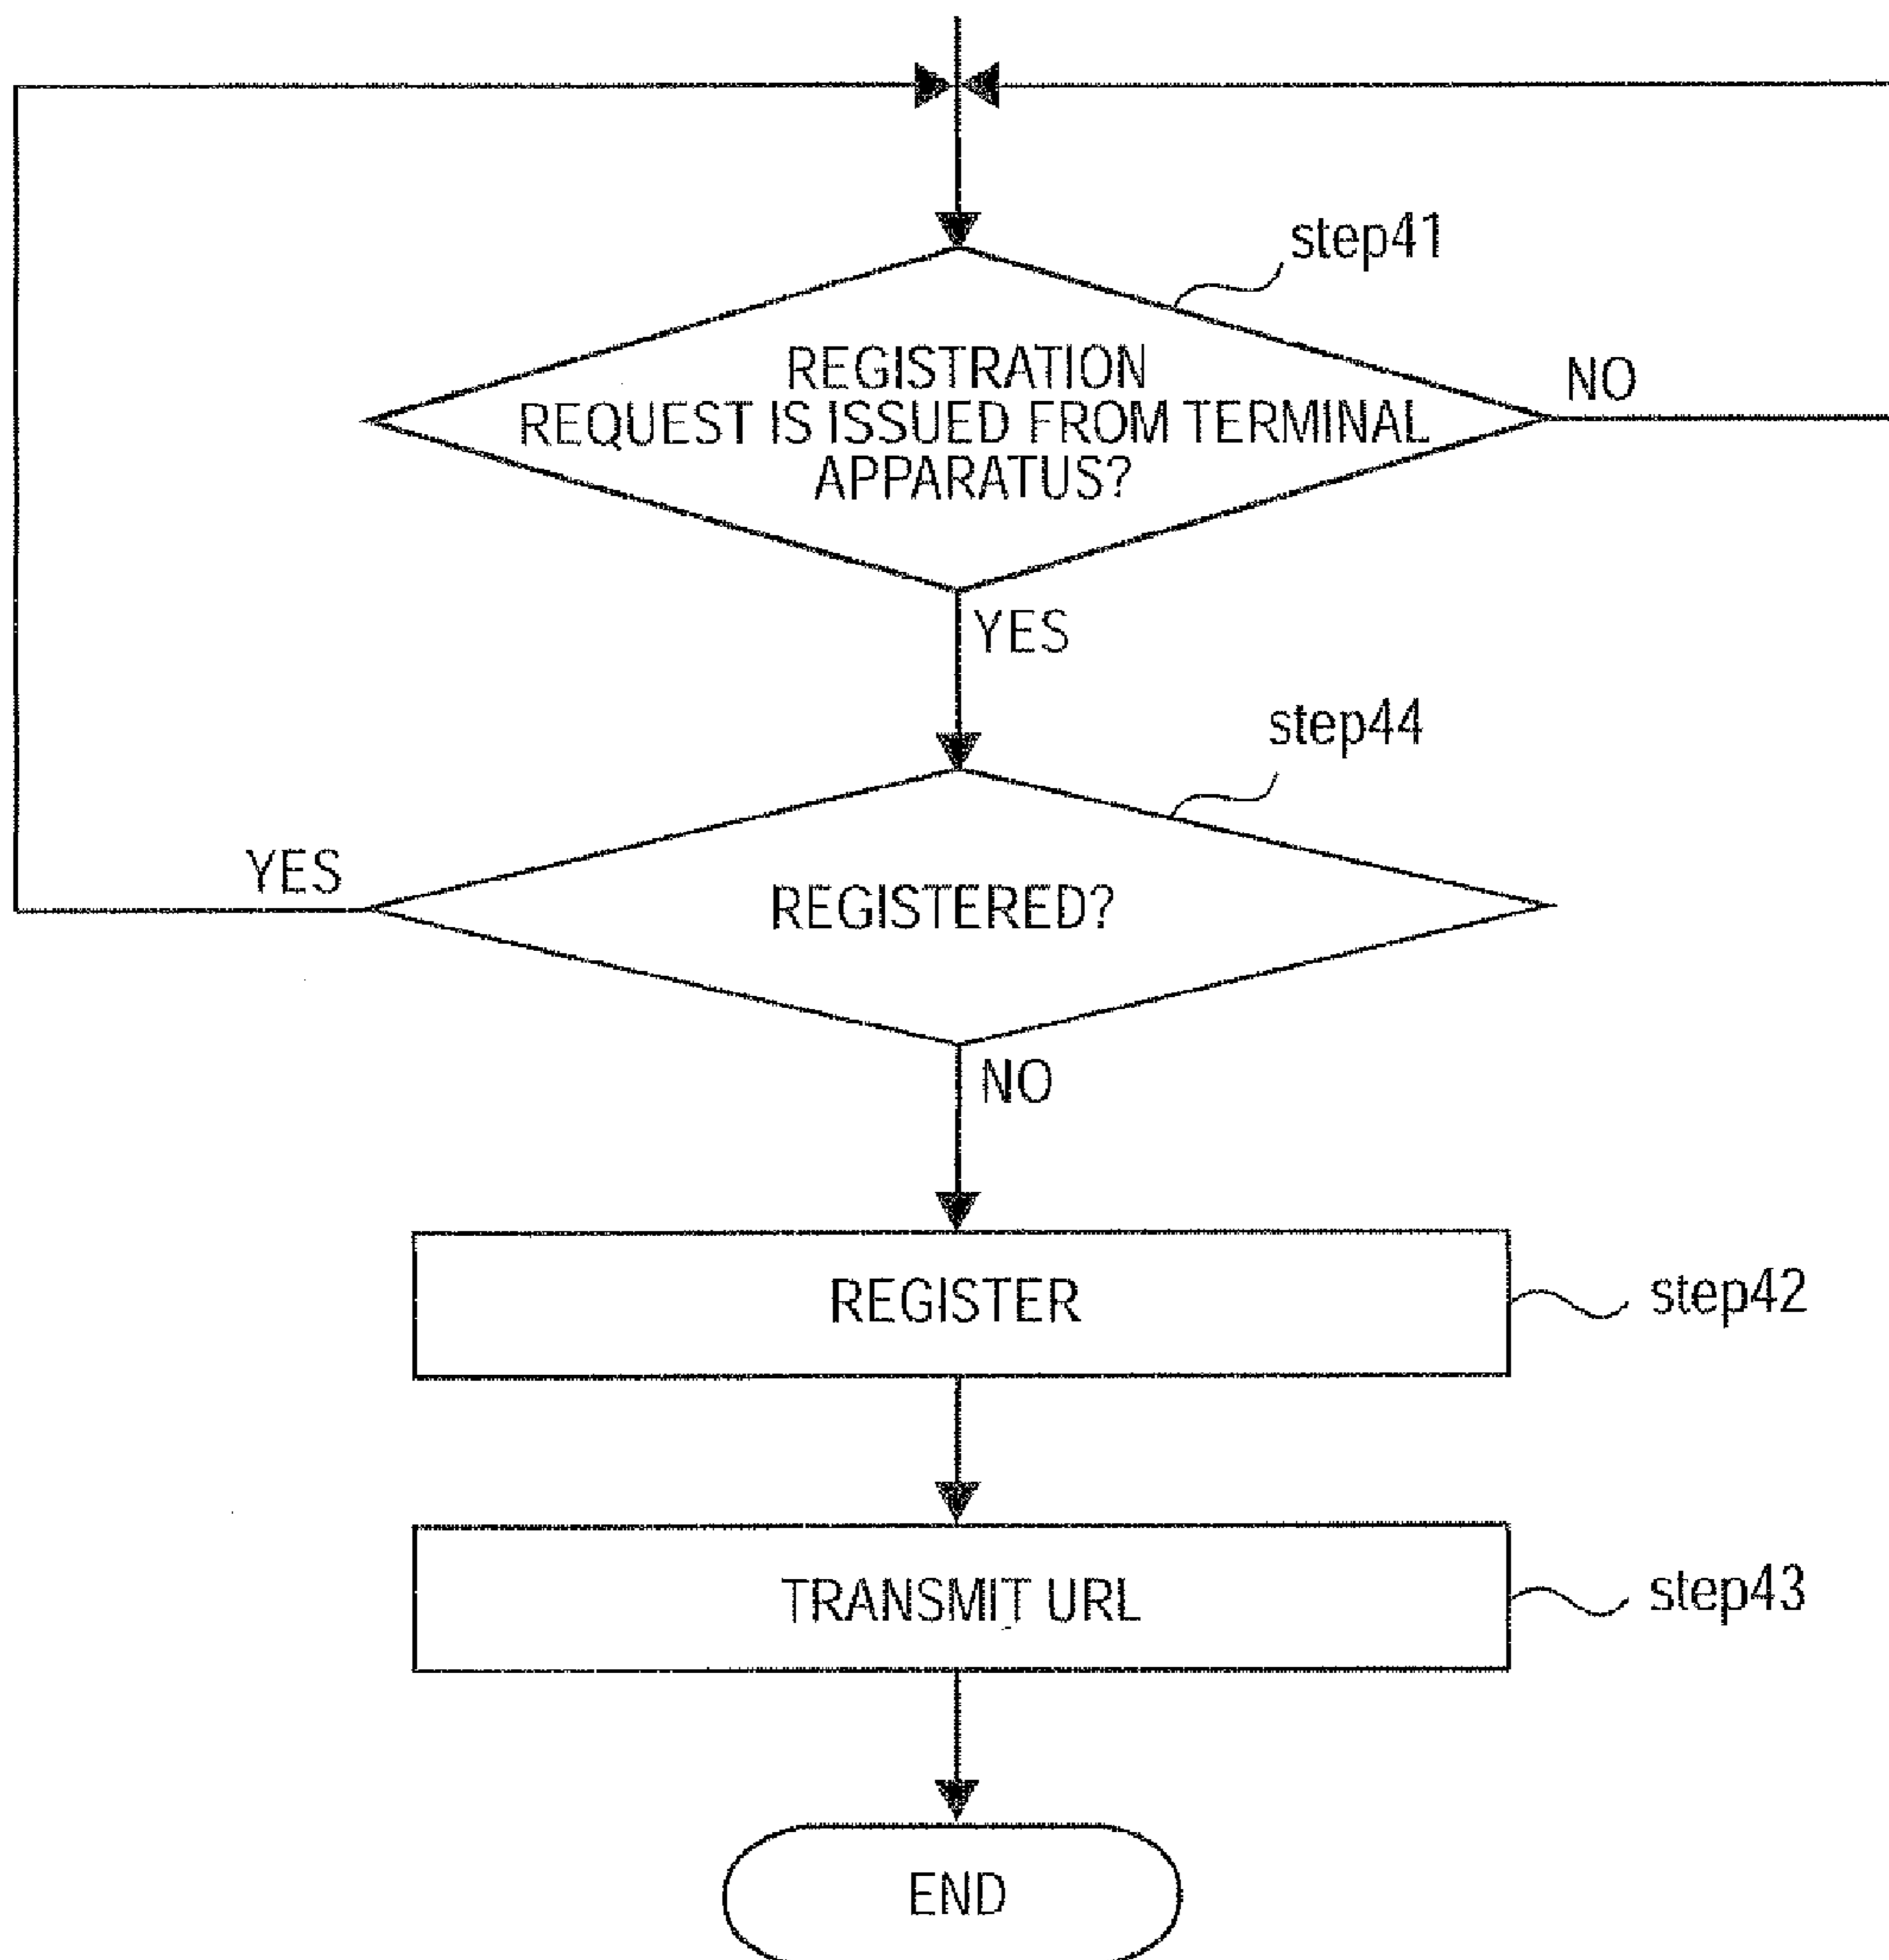 step41
REGISTRATION
REQUEST IS ISSUED FROM TERMINAL
APPARATUS?
NO
YES
step44
YES
REGISTERED?
NO
REGISTER
step42
TRANSMIT URL
step43
END